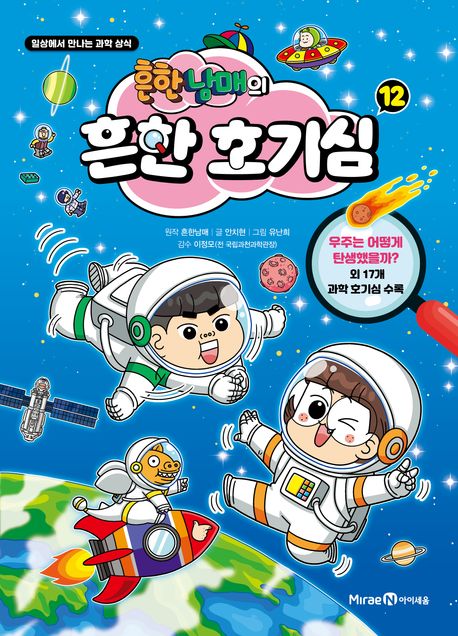 일상에서 만나는 과학 상식
흔한남매의
흔한 호기심
12
원작 흔한남매 | 글 안치현 | 그림 유난희
감수 이정모(전 국립과천과학관장)
우주는 어떻게
탄생했을까?
외 17개
과학 호기심 수록
Mirae N 아이세움